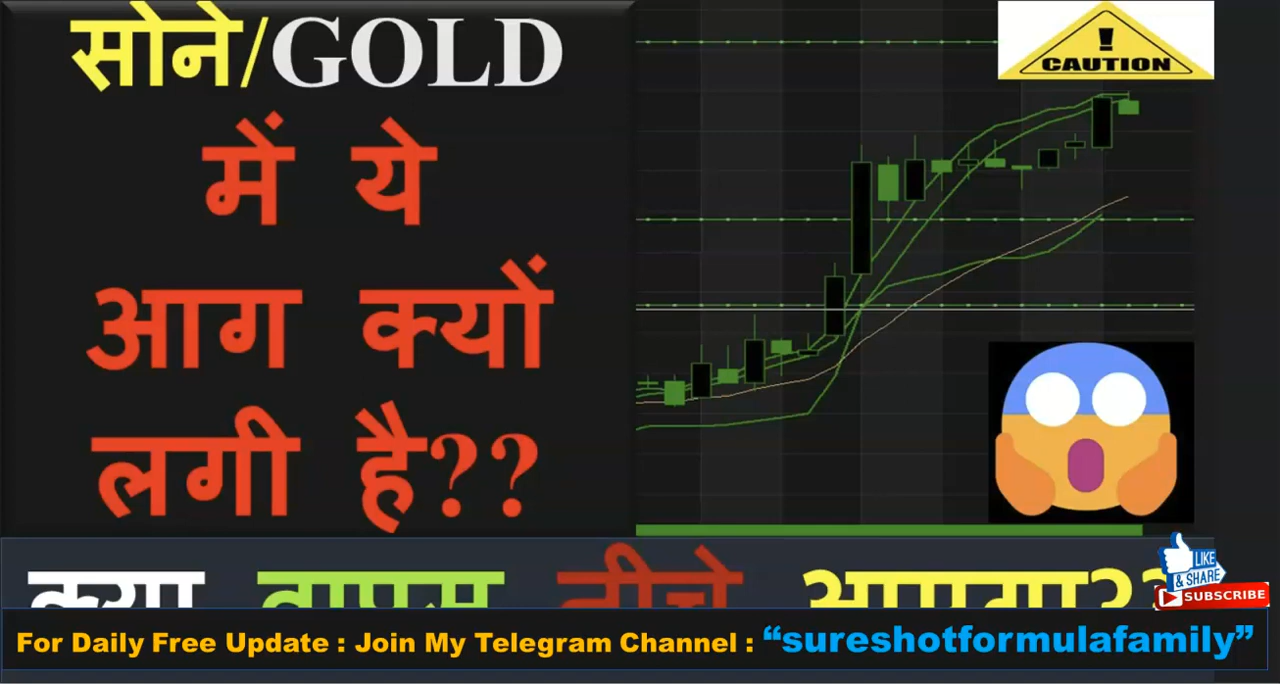 सोने/GOLD
!
CAUTION
में ये
आग क्यों
लगी है??
LIKE
& SHARE
SUBSCRIBE
For Daily Free Update : Join My Telegram Channel : “sureshotformulafamily”